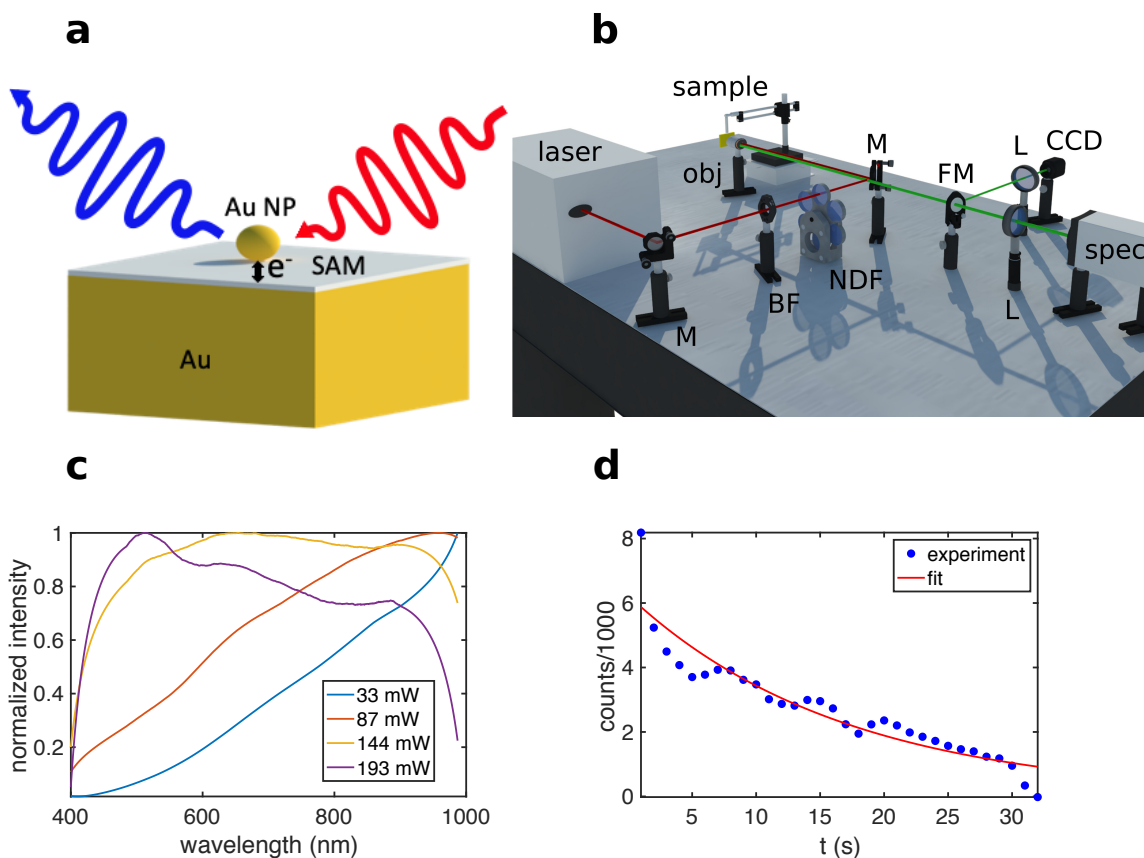 a
Au NP
e-
SAM
Au
b
sample
laser
obj
M
FM
L
CCD
spec
NDF
BF
L
M
c
normalized intensity
1
0.8
0.6
0.4
0.2
400
600
800
1000
wavelength (nm)
33 mW
87 mW
144 mW
193 mW
d
counts/1000
8
6
4
2
0
5
10
15
20
25
30
t (s)
experiment
fit